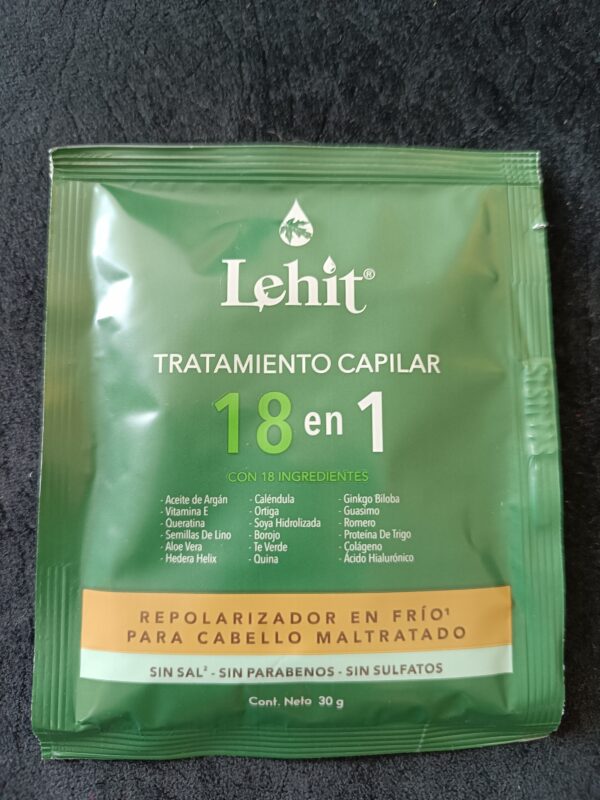 Lehit®
TRATAMIENTO CAPILAR
18 en 1
CON 18 INGREDIENTES
- Aceite de Argán
- Vitamina E
- Queratina
- Semillas De Lino
- Aloe Vera
- Hedera Helix
- Caléndula
- Ortiga
- Soya Hidrolizada
- Borojo
- Te Verde
- Quina
- Ginkgo Biloba
- Guasimo
- Romero
- Proteina De Trigo
- Colágeno
- Ácido Hialurónico
REPOLARIZADOR EN FRÍO¹
PARA CABELLO MALTRATADO
SIN SAL² - SIN PARABENOS - SIN SULFATOS
Cont. Neto 30 g